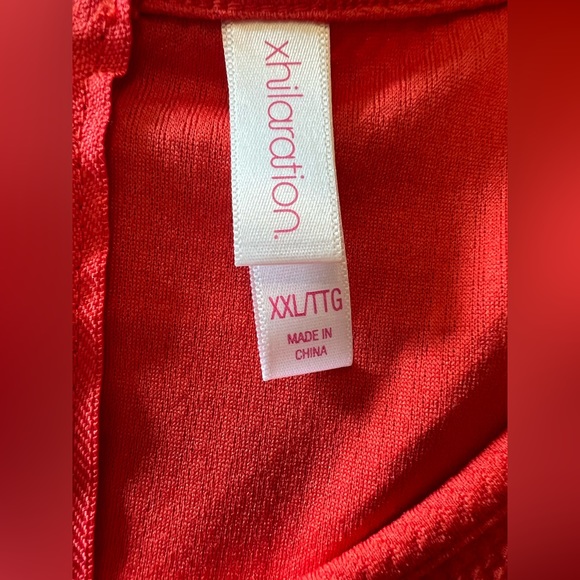 xhilaration.
XXL/TTG
MADE IN
CHINA